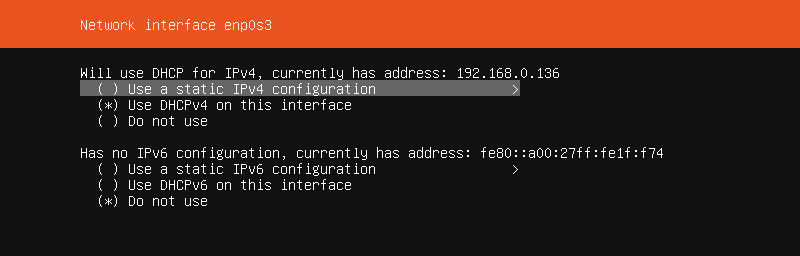 Network interface enp0s3
Will use DHCP for IPv4, currently has address: 192.168.0.136
( ) Use a static IPv4 configuration >
(*) Use DHCPv4 on this interface
( ) Do not use
Has no IPv6 configuration, currently has address: fe80::a00:27ff:fe1f:f74
( ) Use a static IPv6 configuration >
( ) Use DHCPv6 on this interface
(*) Do not use